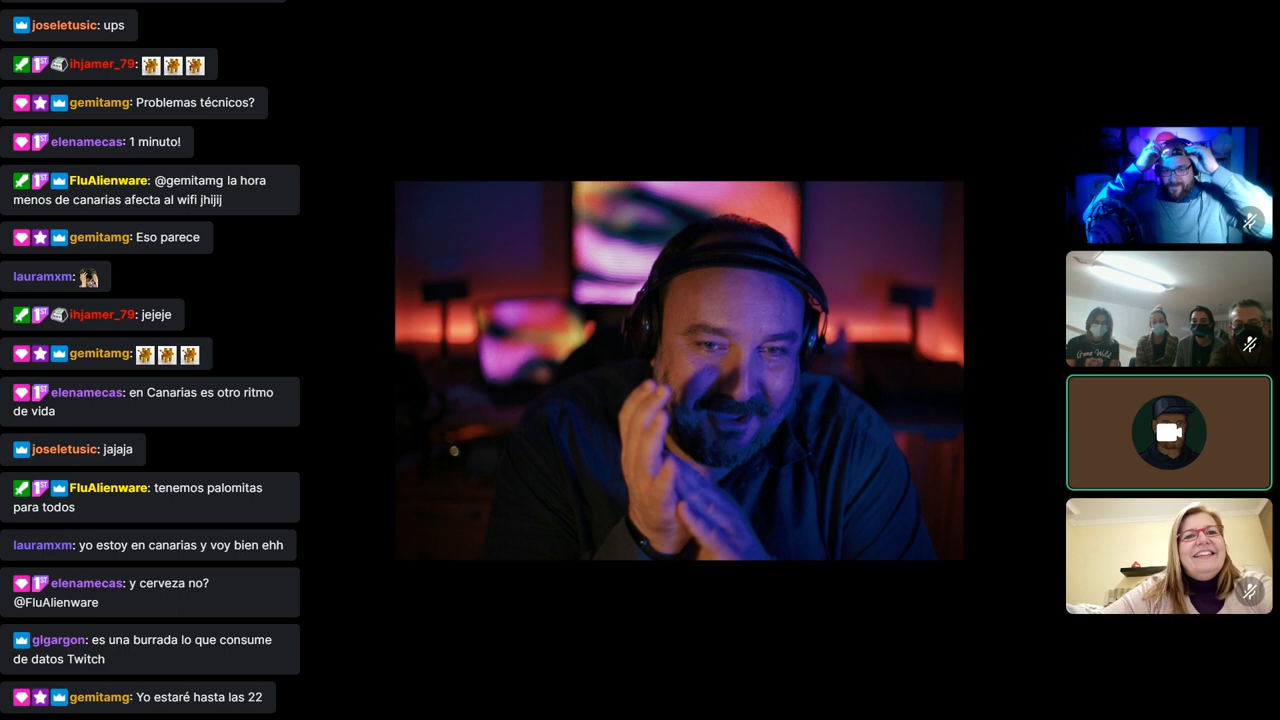 joseletusic: ups
ihjamer_79:
gemitamg: Problemas técnicos?
elenamecas: 1 minuto!
FluAlienware: @gemitamg la hora
menos de canarias afecta al wifi jhijij
gemitamg: Eso parece
lauramxm:
ihjamer_79: jejeje
gemitamg:
elenamecas: en Canarias es otro ritmo
de vida
joseletusic: jajaja
FluAlienware: tenemos palomitas
para todos
lauramxm: yo estoy en canarias y voy bien ehh
elenamecas: y cerveza no?
@FluAlienware
glgargon: es una burrada lo que consume
de datos Twitch
gemitamg: Yo estaré hasta las 22
Gone Wild